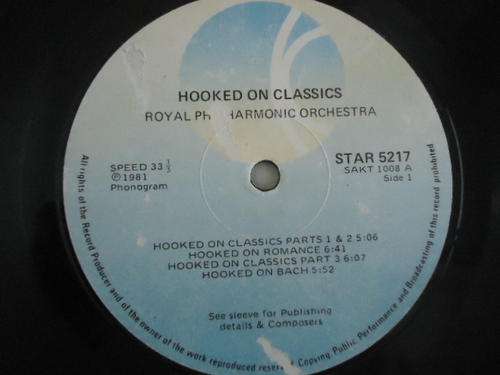 HOOKED ON CLASSICS
ROYAL PH HARMONIC ORCHESTRA
SPEED 33 1/3
Ⓟ 1981
Phonogram
STAR 5217
SAKT 1008 A
Side 1
HOOKED ON CLASSICS PARTS 1 & 2 5:06
HOOKED ON ROMANCE 6:41
HOOKED ON CLASSICS PART 3 6:07
HOOKED ON BACH 5:52
See sleeve for Publishing
details & Composers
All rights of the Record Producer and of the owner of the work reproduced reserved Copying Public Performance and Broadcasting of this record prohibited